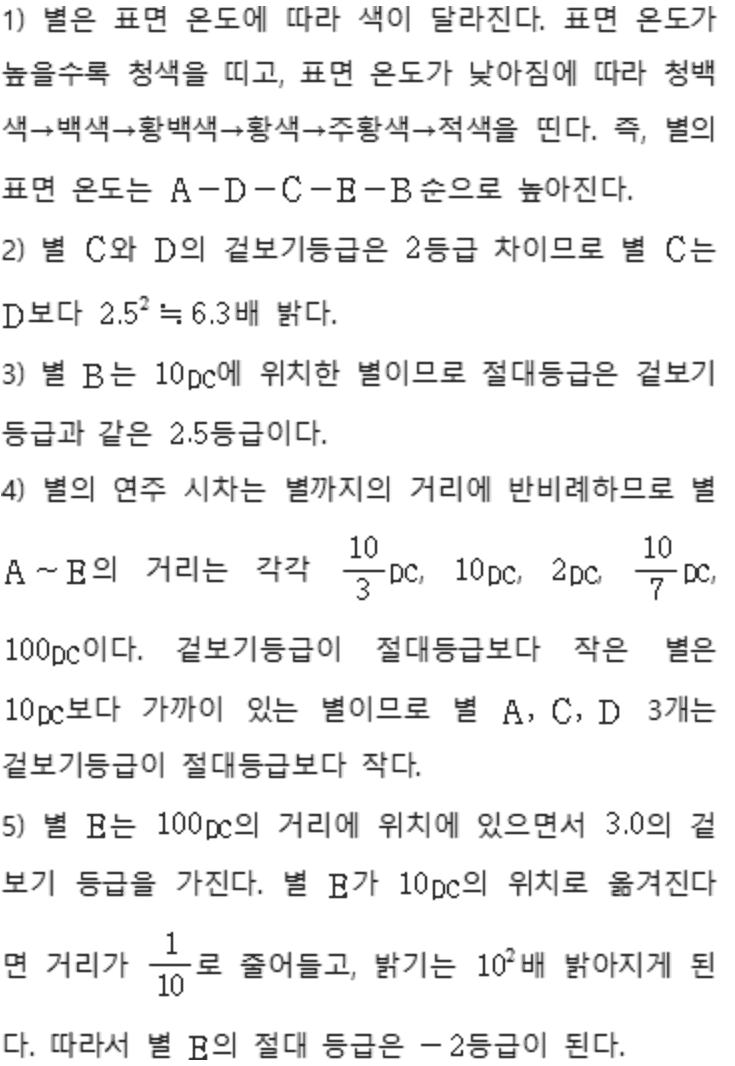 1) 별은 표면 온도에 따라 색이 달라진다. 표면 온도가
높을수록 청색을 띠고, 표면 온도가 낮아짐에 따라 청백
색→백색→황백색→황색→주황색→적색을 띤다. 즉, 별의
표면 온도는 A－D－C－E－B 순으로 높아진다.
2) 별 C와 D의 겉보기등급은 2등급 차이므로 별 C는
D보다 2.5²≒6.3배 밝다.
3) 별 B는 10pc에 위치한 별이므로 절대등급은 겉보기
등급과 같은 2.5등급이다.
4) 별의 연주 시차는 별까지의 거리에 반비례하므로 별
A～E의 거리는 각각 10/3pc, 10pc, 2pc, 10/7pc,
100pc이다. 겉보기등급이 절대등급보다 작은 별은
10pc보다 가까이 있는 별이므로 별 A, C, D 3개는
겉보기등급이 절대등급보다 작다.
5) 별 E는 100pc의 거리에 위치에 있으면서 3.0의 겉
보기 등급을 가진다. 별 E가 10pc의 위치로 옮겨진다
면 거리가 1/10로 줄어들고, 밝기는 10²배 밝아지게 된
다. 따라서 별 E의 절대 등급은 －2등급이 된다.